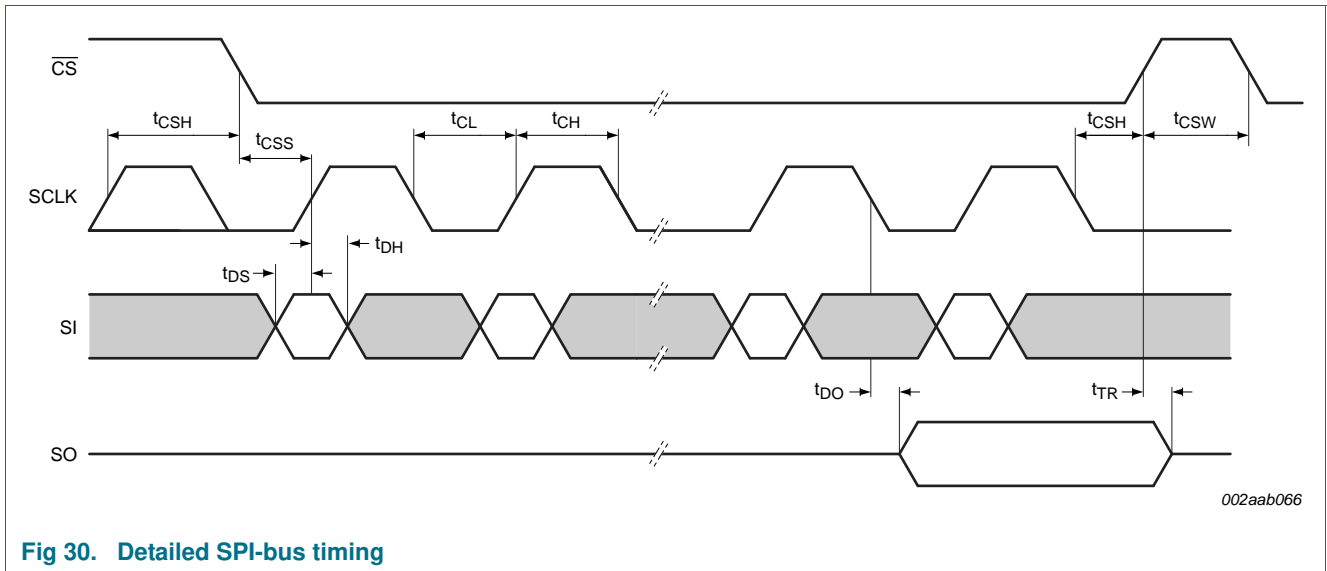 CS
tCSH
tCSS
tCL
tCH
tCSH
tCSW
SCLK
tDH
tDS
SI
tDO
tTR
SO
002aab066
Fig 30. Detailed SPI-bus timing